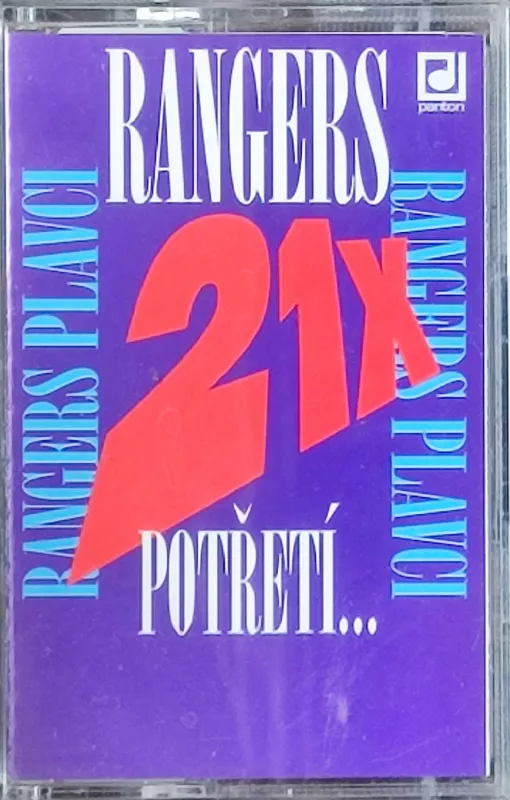 RANGERS
panton
RANGERS PLAVCI
21x
RANGERS PLAVCI
POTŘETÍ...